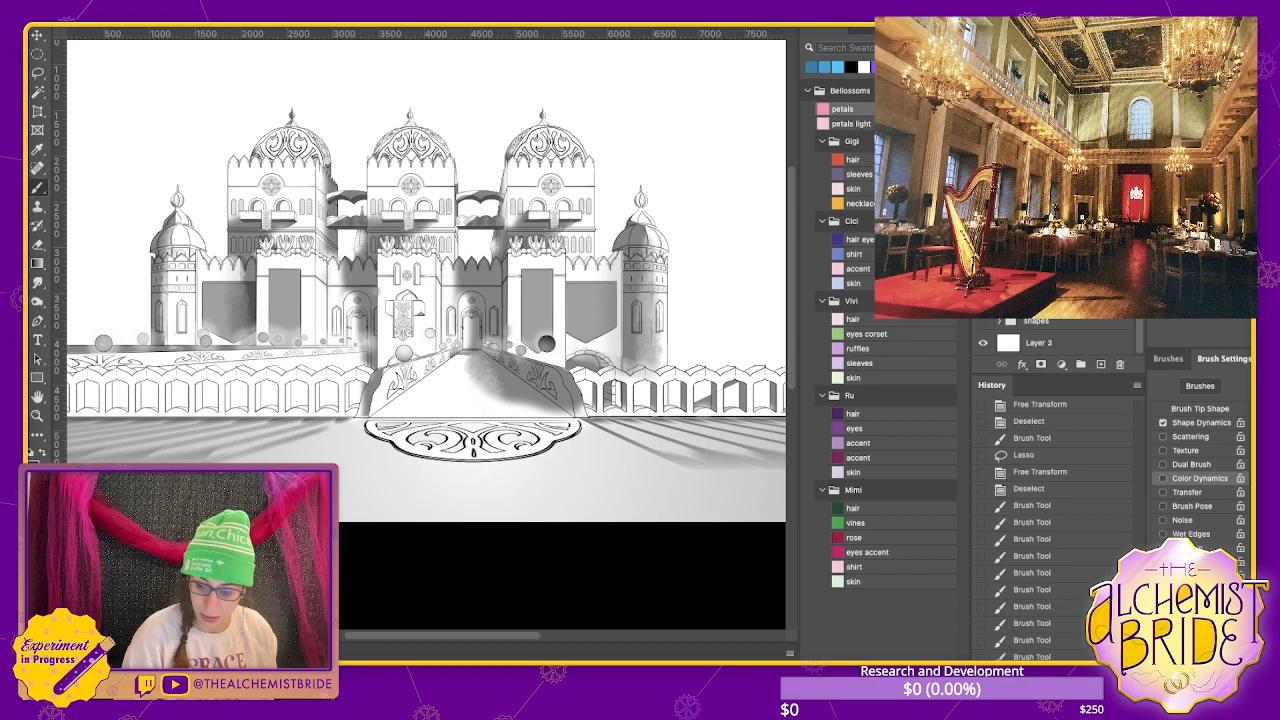 500
1000
1500
2000
2500
3000
3500
4000
4500
5000
5500
6000
6500
7000
7500
Search Swatc
Bellossoms
petals
petals light
Gigi
hair
sleeves
skin
necklac
Cici
hair eye
shirt
accent
skin
Vivi
hair
eyes corset
ruffles
sleeves
skin
Ru
hair
eyes
accent
accent
skin
Mimi
hair
vines
rose
eyes accent
shirt
skin
shapes
Layer 3
History
Free Transform
Deselect
Brush Tool
Lasso
Free Transform
Deselect
Brush Tool
Brush Tool
Brush Tool
Brush Tool
Brush Tool
Brush Tool
Brush Tool
Brush Tool
Brush Tool
Brush Tool
Brushes
Brush Settings
Brushes
Brush Tip Shape
Shape Dynamics
Scattering
Texture
Dual Brush
Color Dynamics
Transfer
Brush Pose
Noise
Wet Edges
Experiment
in Progress
@THEALCHEMISTBRIDE
THE
ALCHEMIST
BRIDE
Research and Development
$0 (0.00%)
$0
$250